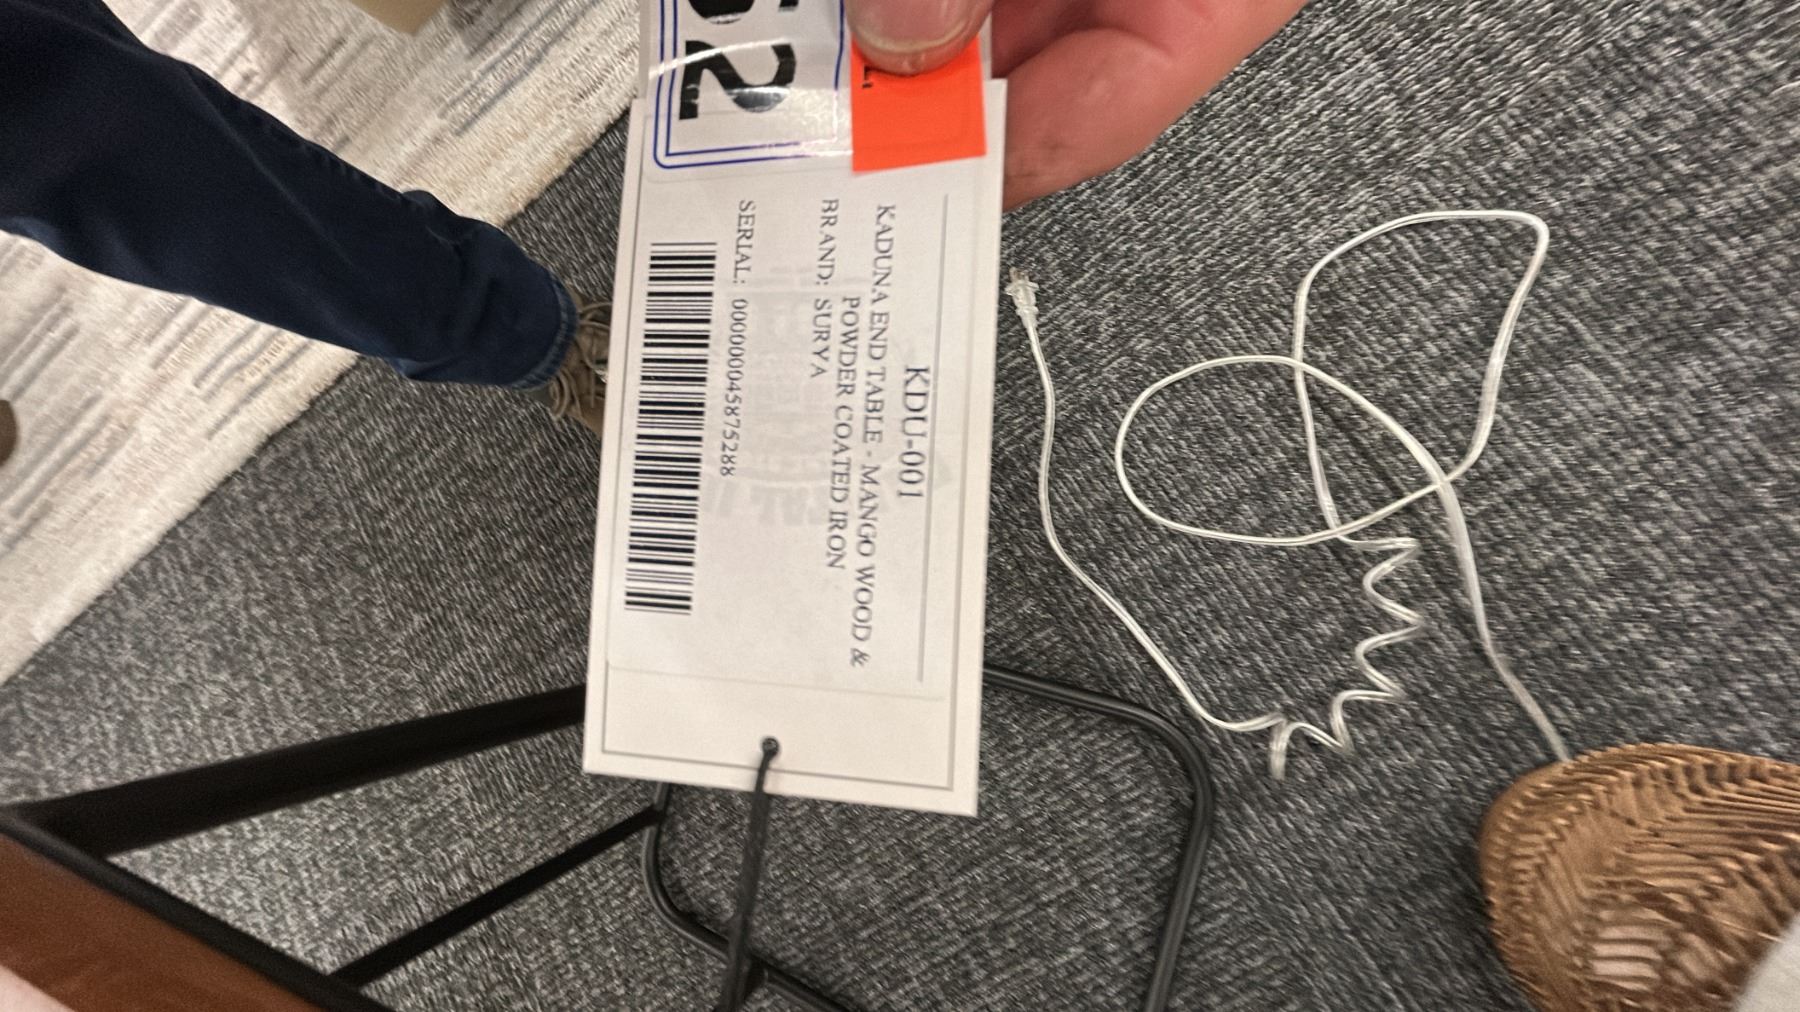 KDU-001
KADUNA END TABLE - MANGO WOOD &
POWDER COATED IRON
BRAND: SURYA
SERIAL: 000000045875288